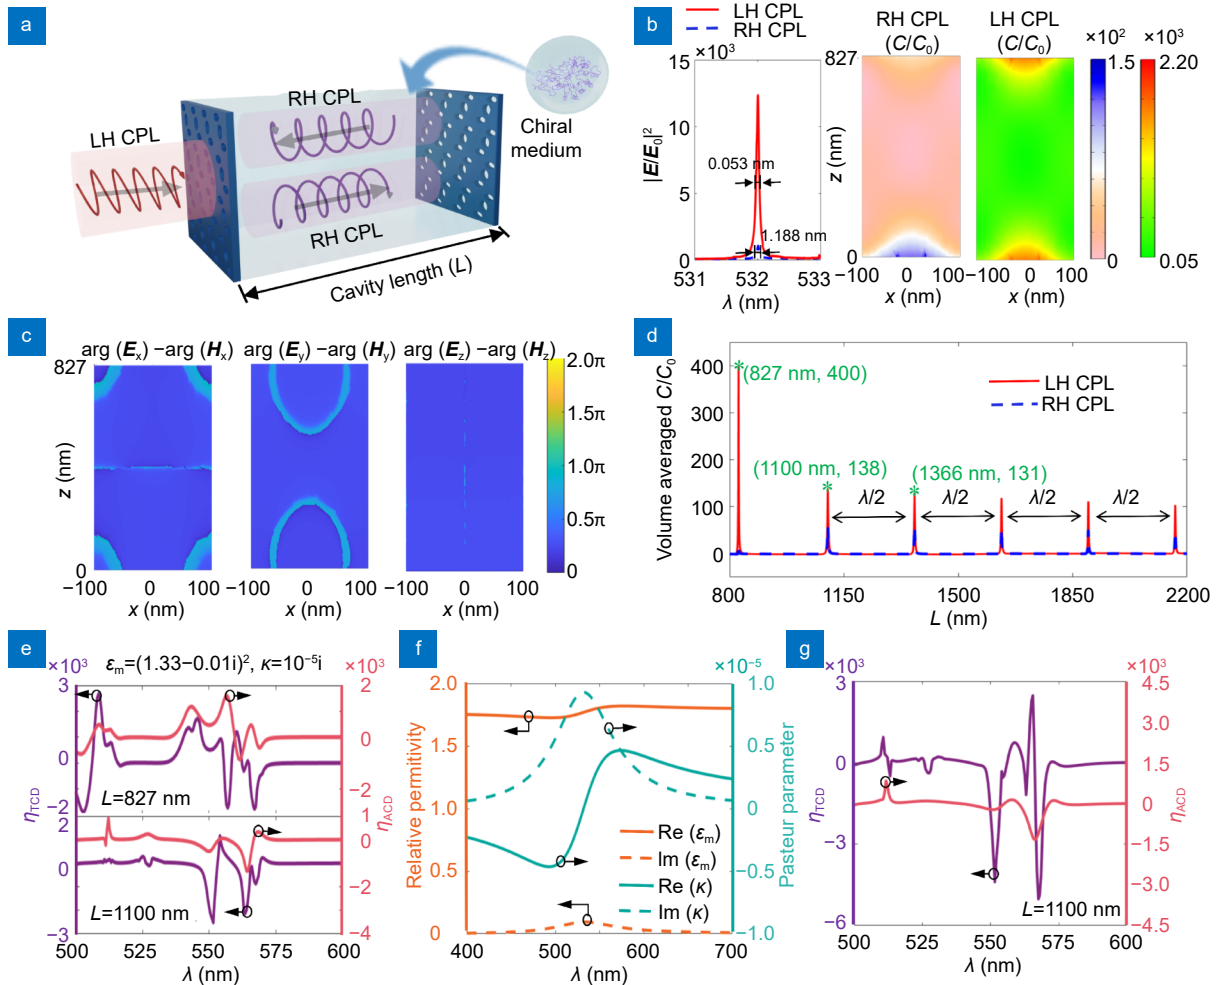 a
LH CPL
RH CPL
RH CPL
Chiral
medium
Cavity length (L)
b
LH CPL
RH CPL
×10³
15
10
5
0
|E/E₀|²
0.053 nm
1.188 nm
531 532 533
λ (nm)
RH CPL
(C/C₀)
LH CPL
(C/C₀)
827
0
z (nm)
−100 0 100
x (nm)
−100 0 100
x (nm)
×10²
1.5
0
×10³
2.20
0.05
c
arg (Eₓ) −arg (Hₓ)
arg (E_y) −arg (H_y)
arg (E_z) −arg (H_z)
827
0
z (nm)
−100 0 100
x (nm)
−100 0 100
x (nm)
−100 0 100
x (nm)
2.0π
1.5π
1.0π
0.5π
0
d
Volume averaged C/C₀
400
300
200
100
0
(827 nm, 400)
(1100 nm, 138)
(1366 nm, 131)
LH CPL
RH CPL
λ/2 λ/2 λ/2 λ/2
800 1150 1500 1850 2200
L (nm)
e
×10³
εₘ=(1.33−0.01i)², κ=10⁻⁵i
×10³
3
0
−2
2
0
−3
η_TCD
2
0
−2
1
0
−2
−4
η_ACD
L=827 nm
L=1100 nm
500 525 550 575 600
λ (nm)
f
×10⁻⁵
2.0
1.5
1.0
0.5
0
Relative permitivity
1.0
0.5
0
−0.5
−1.0
Pasteur parameter
Re (εₘ)
Im (εₘ)
Re (κ)
Im (κ)
400 500 600 700
λ (nm)
g
×10³
×10³
3
0
−3
−6
η_TCD
4.5
3.0
1.5
0
−1.5
−3.0
−4.5
η_ACD
L=1100 nm
500 525 550 575 600
λ (nm)